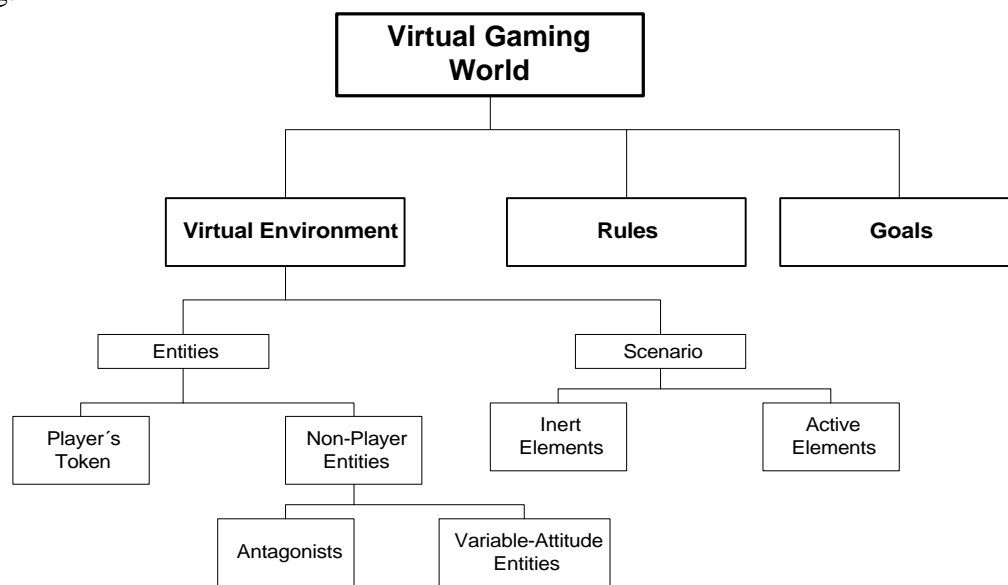 Virtual Gaming
World
Virtual Environment
Rules
Goals
Entities
Scenario
Player´s
Token
Non-Player
Entities
Inert
Elements
Active
Elements
Antagonists
Variable-Attitude
Entities